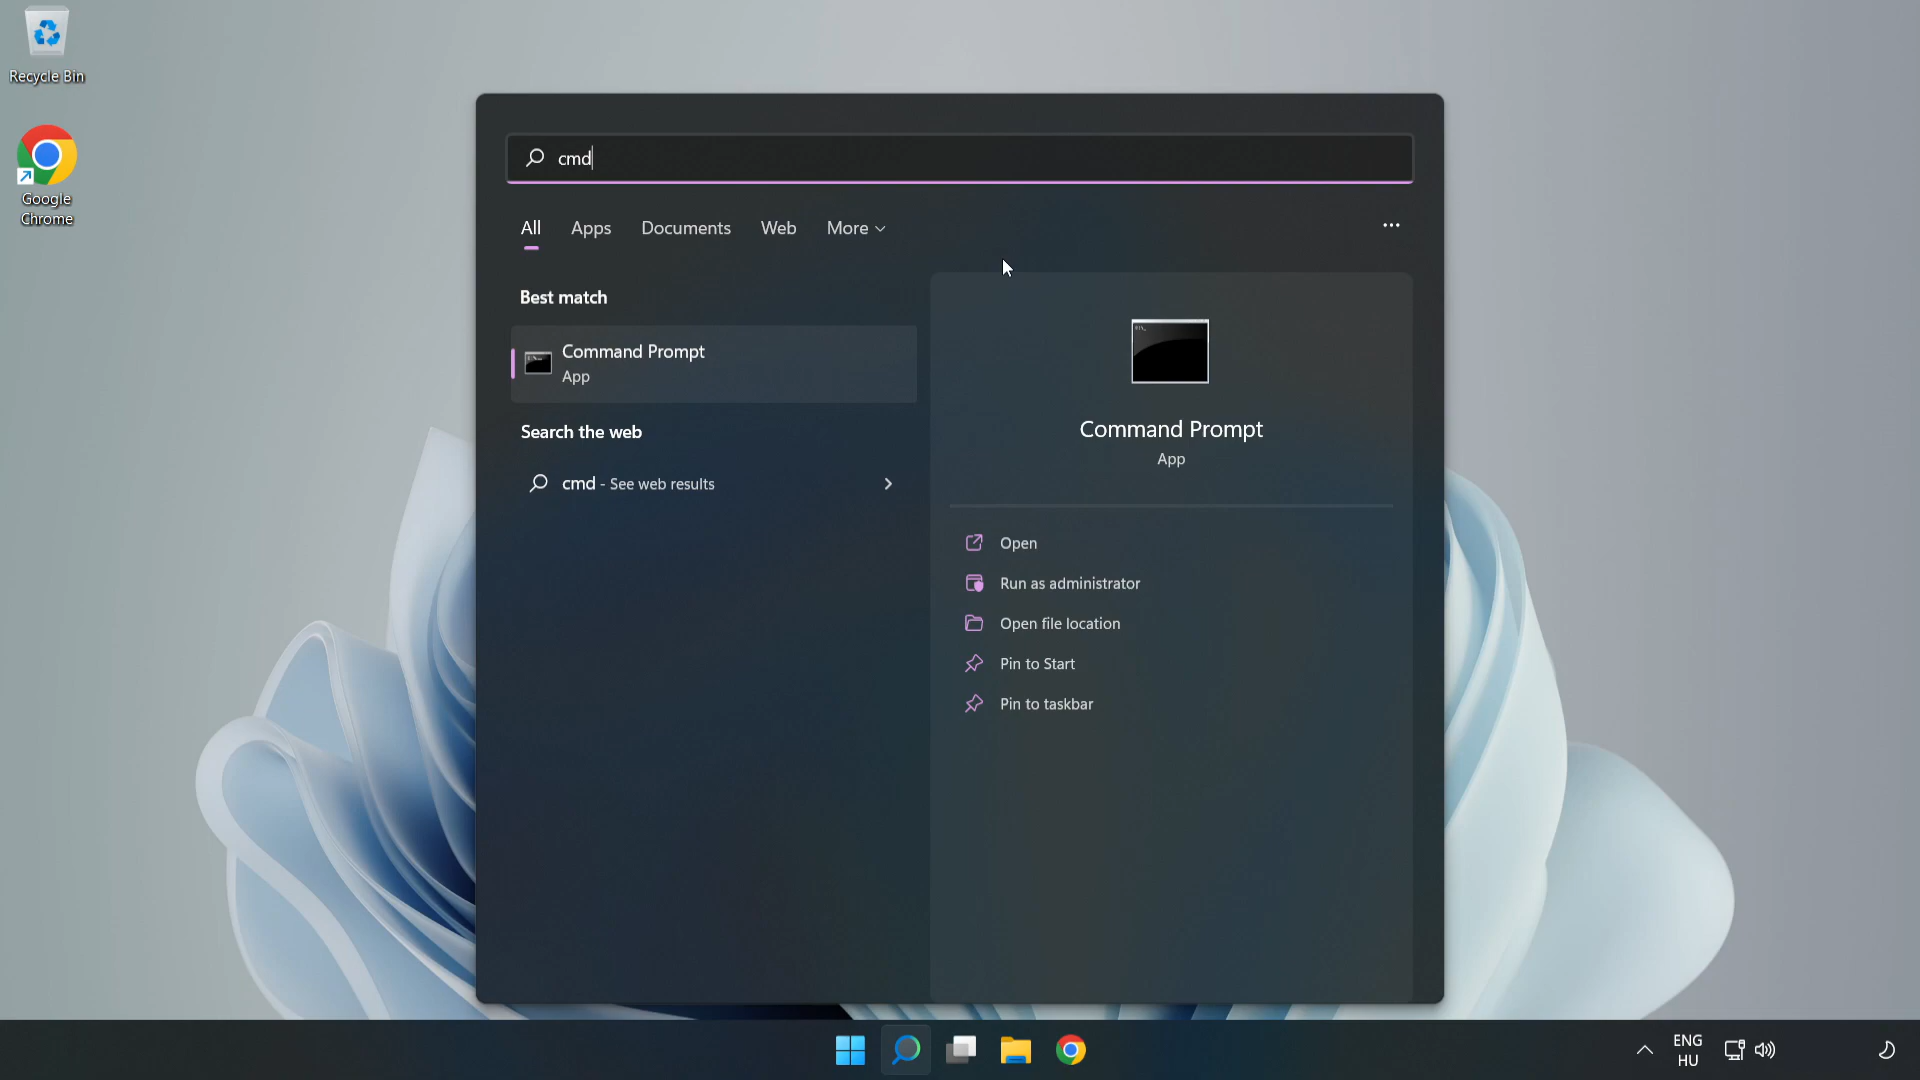 Recycle Bin
Google
Chrome
cmd
All
Apps
Documents
Web
More
Best match
Command Prompt
App
Search the web
cmd - See web results
Command Prompt
App
Open
Run as administrator
Open file location
Pin to Start
Pin to taskbar
ENG
HU